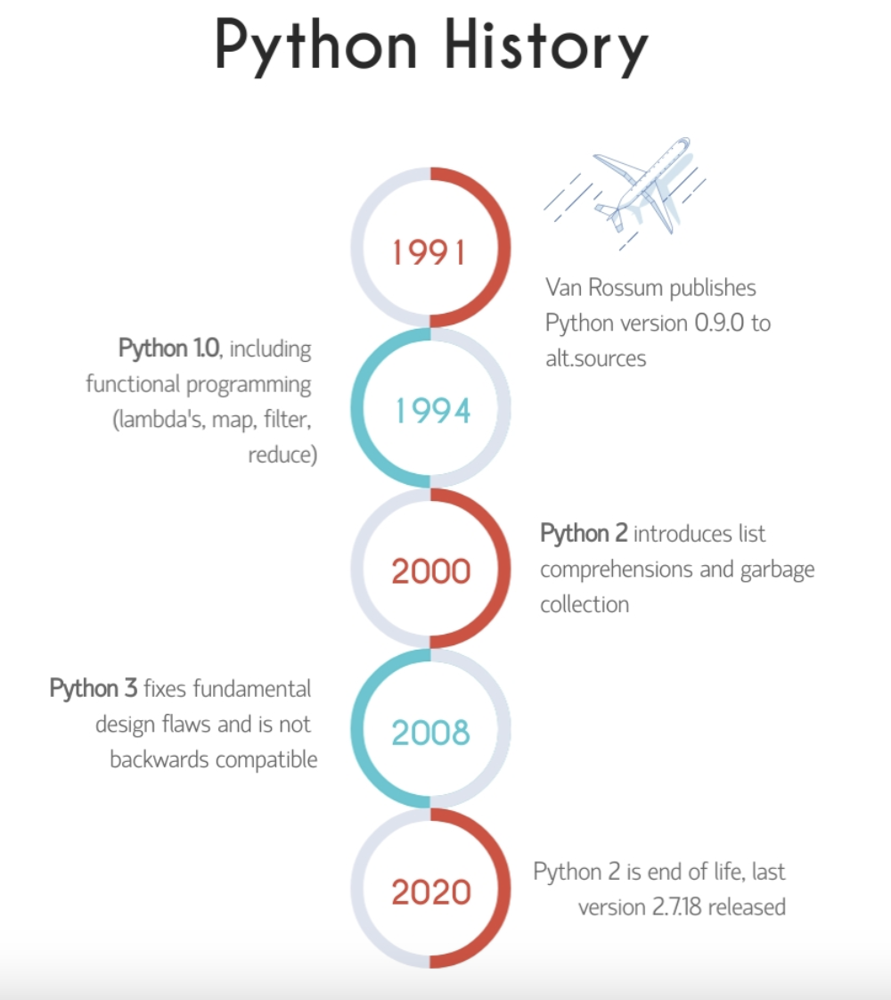 Python History
1991
Van Rossum publishes
Python version 0.9.0 to
alt.sources
Python 1.0, including
functional programming
(lambda's, map, filter,
reduce)
1994
2000
Python 2 introduces list
comprehensions and garbage
collection
Python 3 fixes fundamental
design flaws and is not
backwards compatible
2008
2020
Python 2 is end of life, last
version 2.7.18 released